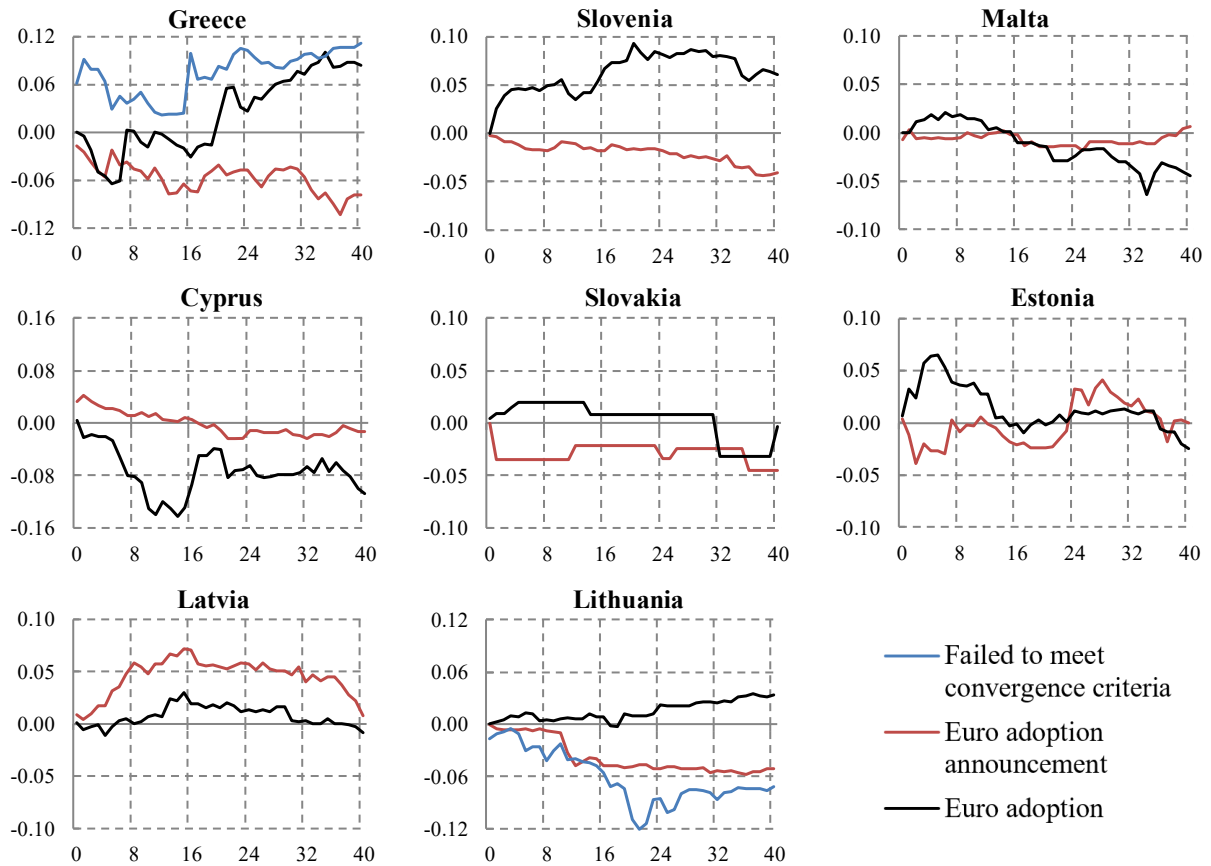 Greece
0.12
0.06
0.00
-0.06
-0.12
0 8 16 24 32 40
Slovenia
0.10
0.05
0.00
-0.05
-0.10
0 8 16 24 32 40
Malta
0.10
0.05
0.00
-0.05
-0.10
0 8 16 24 32 40
Cyprus
0.16
0.08
0.00
-0.08
-0.16
0 8 16 24 32 40
Slovakia
0.10
0.05
0.00
-0.05
-0.10
0 8 16 24 32 40
Estonia
0.10
0.05
0.00
-0.05
-0.10
0 8 16 24 32 40
Latvia
0.10
0.05
0.00
-0.05
-0.10
0 8 16 24 32 40
Lithuania
0.12
0.06
0.00
-0.06
-0.12
0 8 16 24 32 40
Failed to meet
convergence criteria
Euro adoption
announcement
Euro adoption